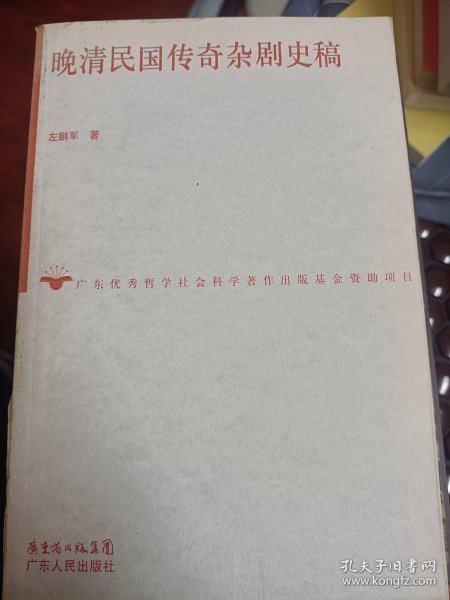 晚清民国传奇杂剧史稿
左鹏军 著
广东优秀哲学社会科学著作出版基金资助项目
广东省出版集团
广东人民出版社
孔夫子旧书网
www.kongfz.com